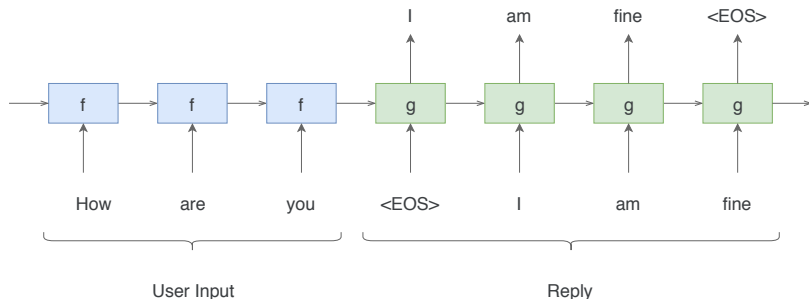 I am fine <EOS>
f f f g g g g
How are you <EOS> I am fine
User Input Reply